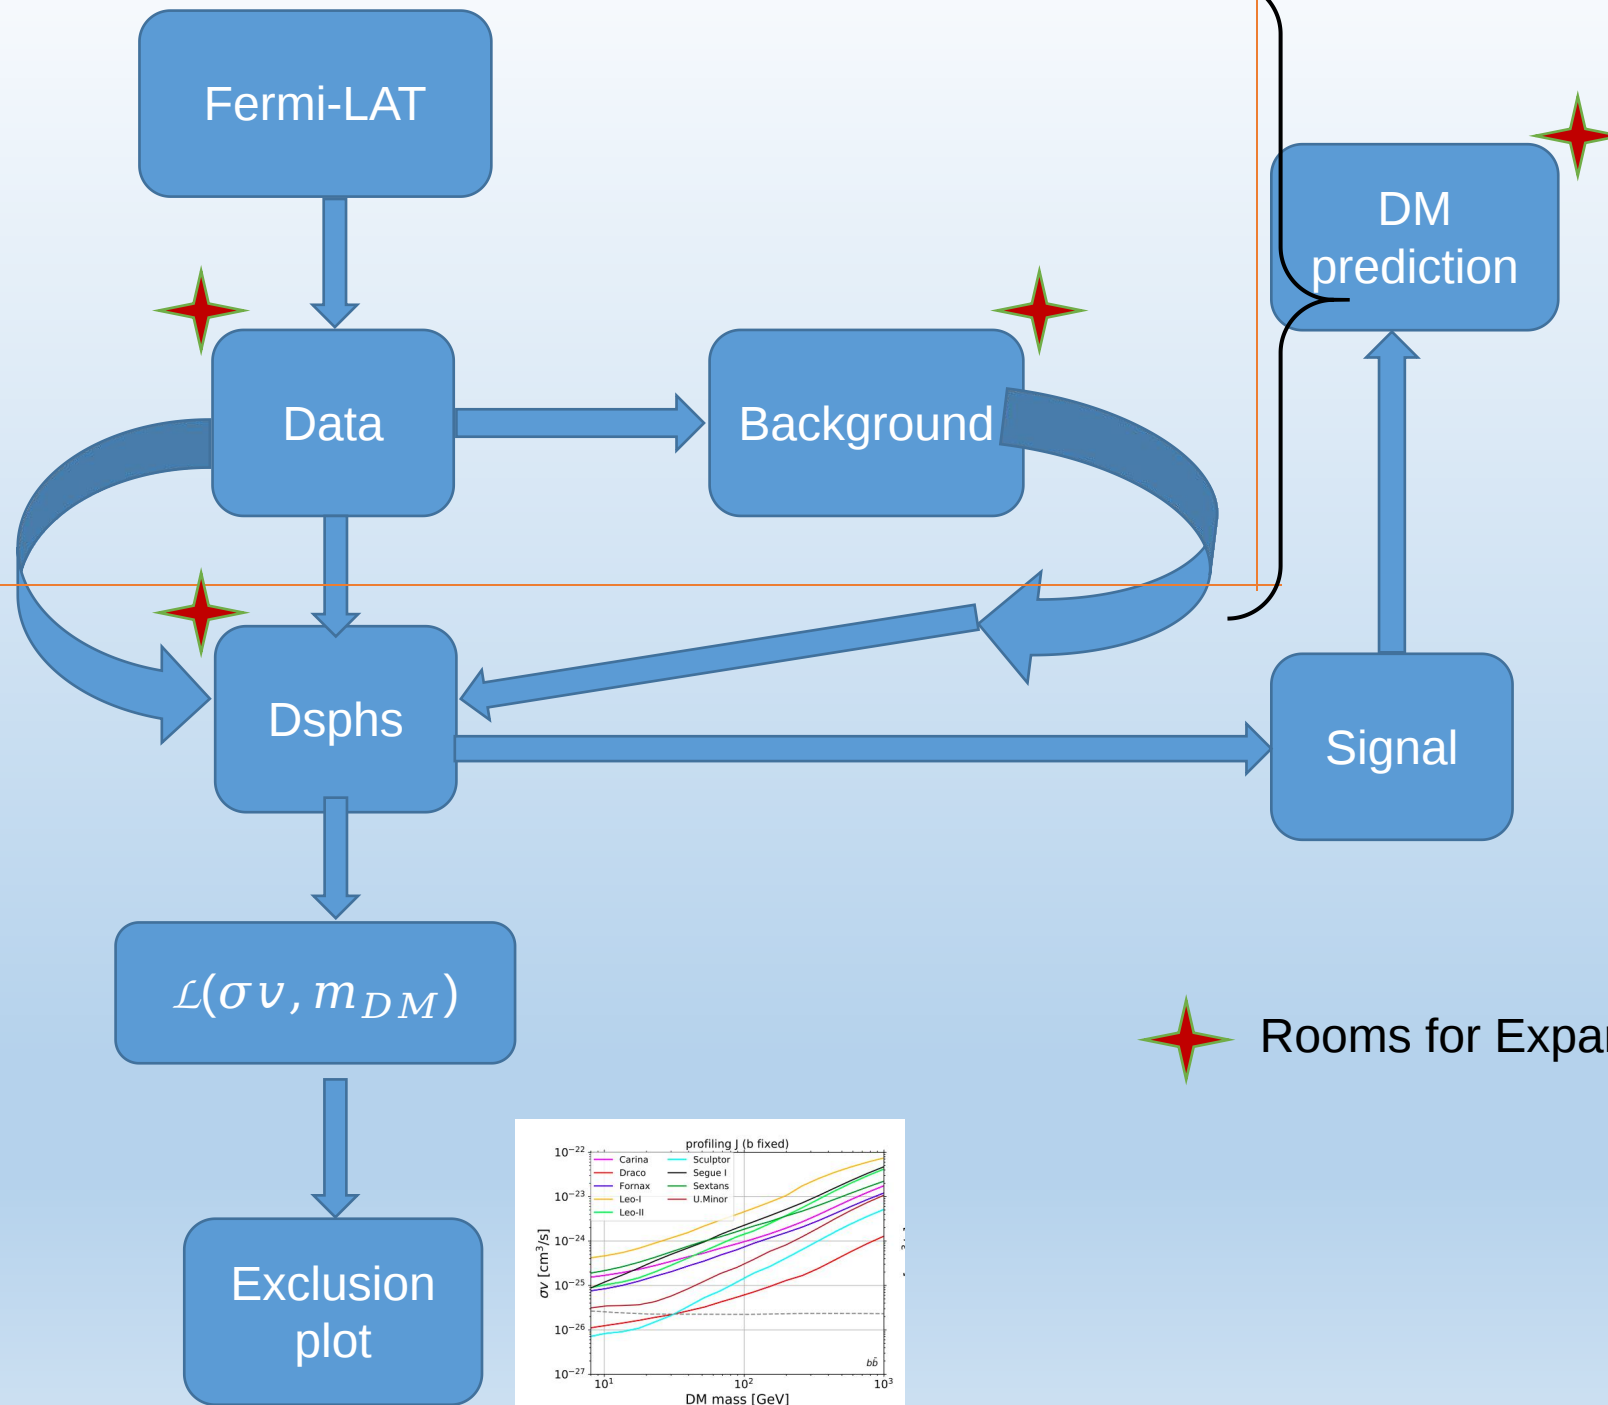 Fermi-LAT
DM
prediction
Data
Background
Dsphs
Signal
ℒ(σv, m_DM)
Rooms for
Exclusion
plot
profiling J (b fixed)
Carina
Draco
Fornax
Leo-I
Leo-II
Sculptor
Segue I
Sextans
U.Minor
10⁻²²
10⁻²³
10⁻²⁴
10⁻²⁵
10⁻²⁶
10⁻²⁷
σv [cm³/s]
bb̄
10¹ 10² 10³
DM mass [GeV]